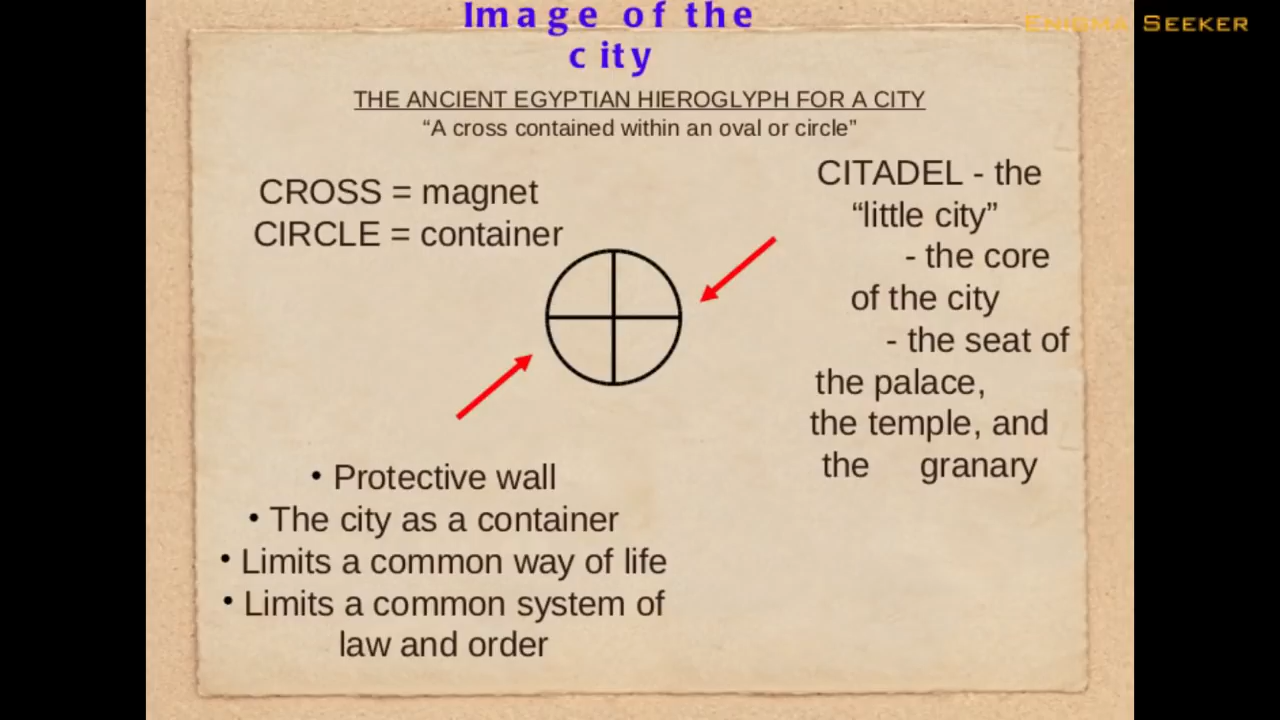 Image of the
city
ENIGMA SEEKER
THE ANCIENT EGYPTIAN HIEROGLYPH FOR A CITY
“A cross contained within an oval or circle”
CROSS = magnet
CIRCLE = container
CITADEL - the
“little city”
- the core
of the city
- the seat of
the palace,
the temple, and
the granary
• Protective wall
• The city as a container
• Limits a common way of life
• Limits a common system of
law and order